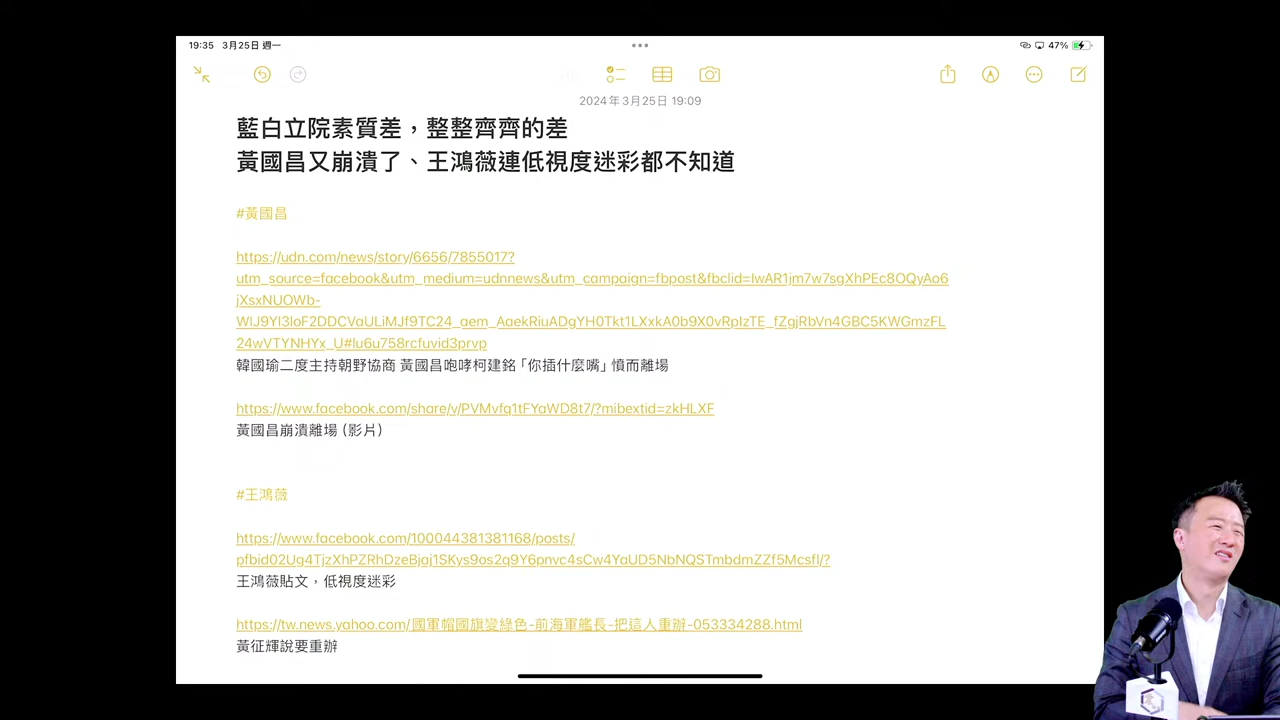 19:35 3月25日 週一
47%
2024年3月25日 19:09
藍白立院素質差，整整齊齊的差
黃國昌又崩潰了、王鴻薇連低視度迷彩都不知道
#黃國昌
https://udn.com/news/story/6656/7855017?
utm_source=facebook&utm_medium=udnnews&utm_campaign=fbpost&fbclid=IwAR1jm7w7sgXhPEc8OQyAo6
jXsxNUOWb-
WlJ9YI3IoF2DDCVaULiMJf9TC24_aem_AaekRiuADgYH0Tkt1LXxkA0b9X0vRpIzTE_fZgjRbVn4GBC5KWGmzFL
24wVTYNHYx_U#lu6u758rcfuvid3prvp
韓國瑜二度主持朝野協商 黃國昌咆哮柯建銘「你插什麼嘴」憤而離場
https://www.facebook.com/share/v/PVMvfq1tFYaWD8t7/?mibextid=zkHLXF
黃國昌崩潰離場（影片）
#王鴻薇
https://www.facebook.com/100044381381168/posts/
pfbid02Ug4TjzXhPZRhDzeBjaj1SKys9os2q9Y6pnvc4sCw4YaUD5NbNQSTmbdmZZf5Mcsfl/?
王鴻薇貼文，低視度迷彩
https://tw.news.yahoo.com/國軍帽國旗變綠色-前海軍艦長-把這人重辦-053334288.html
黃征輝說要重辦